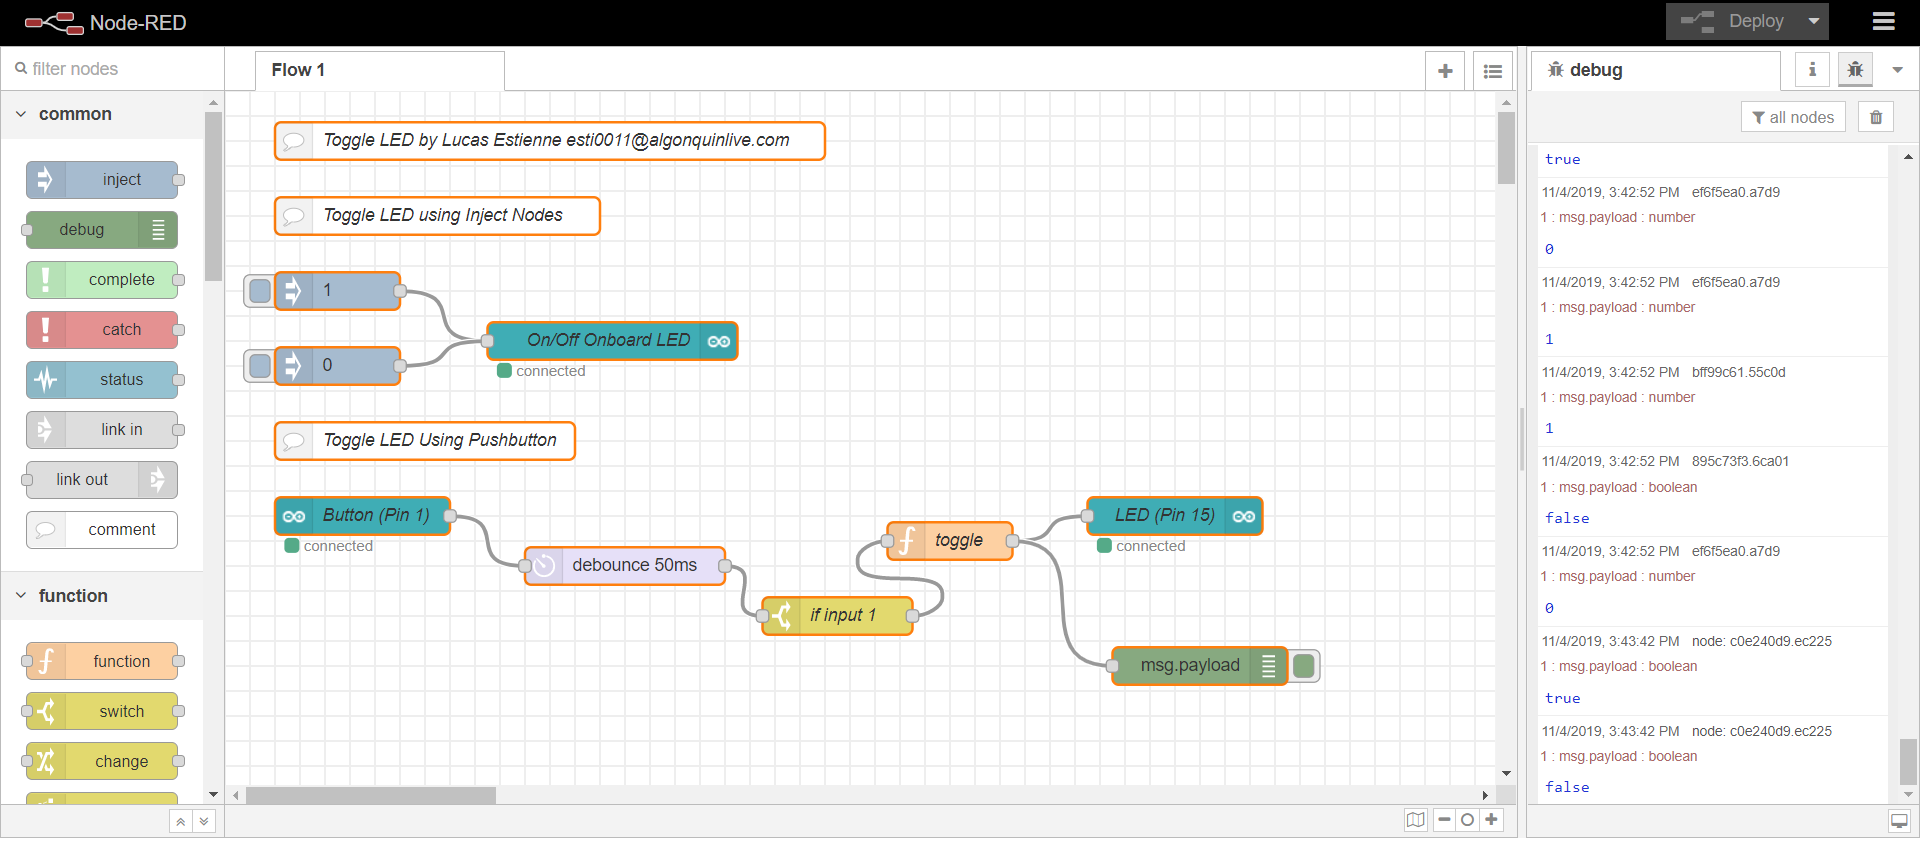 Node-RED
Deploy
filter nodes
common
inject
debug
complete
catch
status
link in
link out
comment
function
function
switch
change
Flow 1
Toggle LED by Lucas Estienne esti0011@algonquinlive.com
Toggle LED using Inject Nodes
1
0
On/Off Onboard LED
connected
Toggle LED Using Pushbutton
Button (Pin 1)
connected
debounce 50ms
if input 1
toggle
LED (Pin 15)
connected
msg.payload
debug
i
all nodes
true
11/4/2019, 3:42:52 PM ef6f5ea0.a7d9
1 : msg.payload : number
0
11/4/2019, 3:42:52 PM ef6f5ea0.a7d9
1 : msg.payload : number
1
11/4/2019, 3:42:52 PM bff99c61.55c0d
1 : msg.payload : number
1
11/4/2019, 3:42:52 PM 895c73f3.6ca01
1 : msg.payload : boolean
false
11/4/2019, 3:42:52 PM ef6f5ea0.a7d9
1 : msg.payload : number
0
11/4/2019, 3:43:42 PM node: c0e240d9.ec225
1 : msg.payload : boolean
true
11/4/2019, 3:43:42 PM node: c0e240d9.ec225
1 : msg.payload : boolean
false